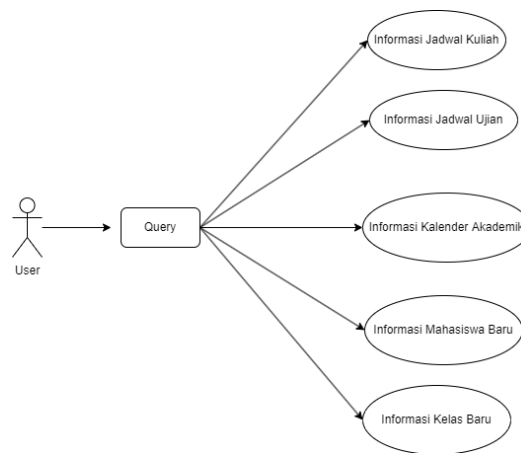 Informasi Jadwal Kuliah
Informasi Jadwal Ujian
User
Query
Informasi Kalender Akademik
Informasi Mahasiswa Baru
Informasi Kelas Baru